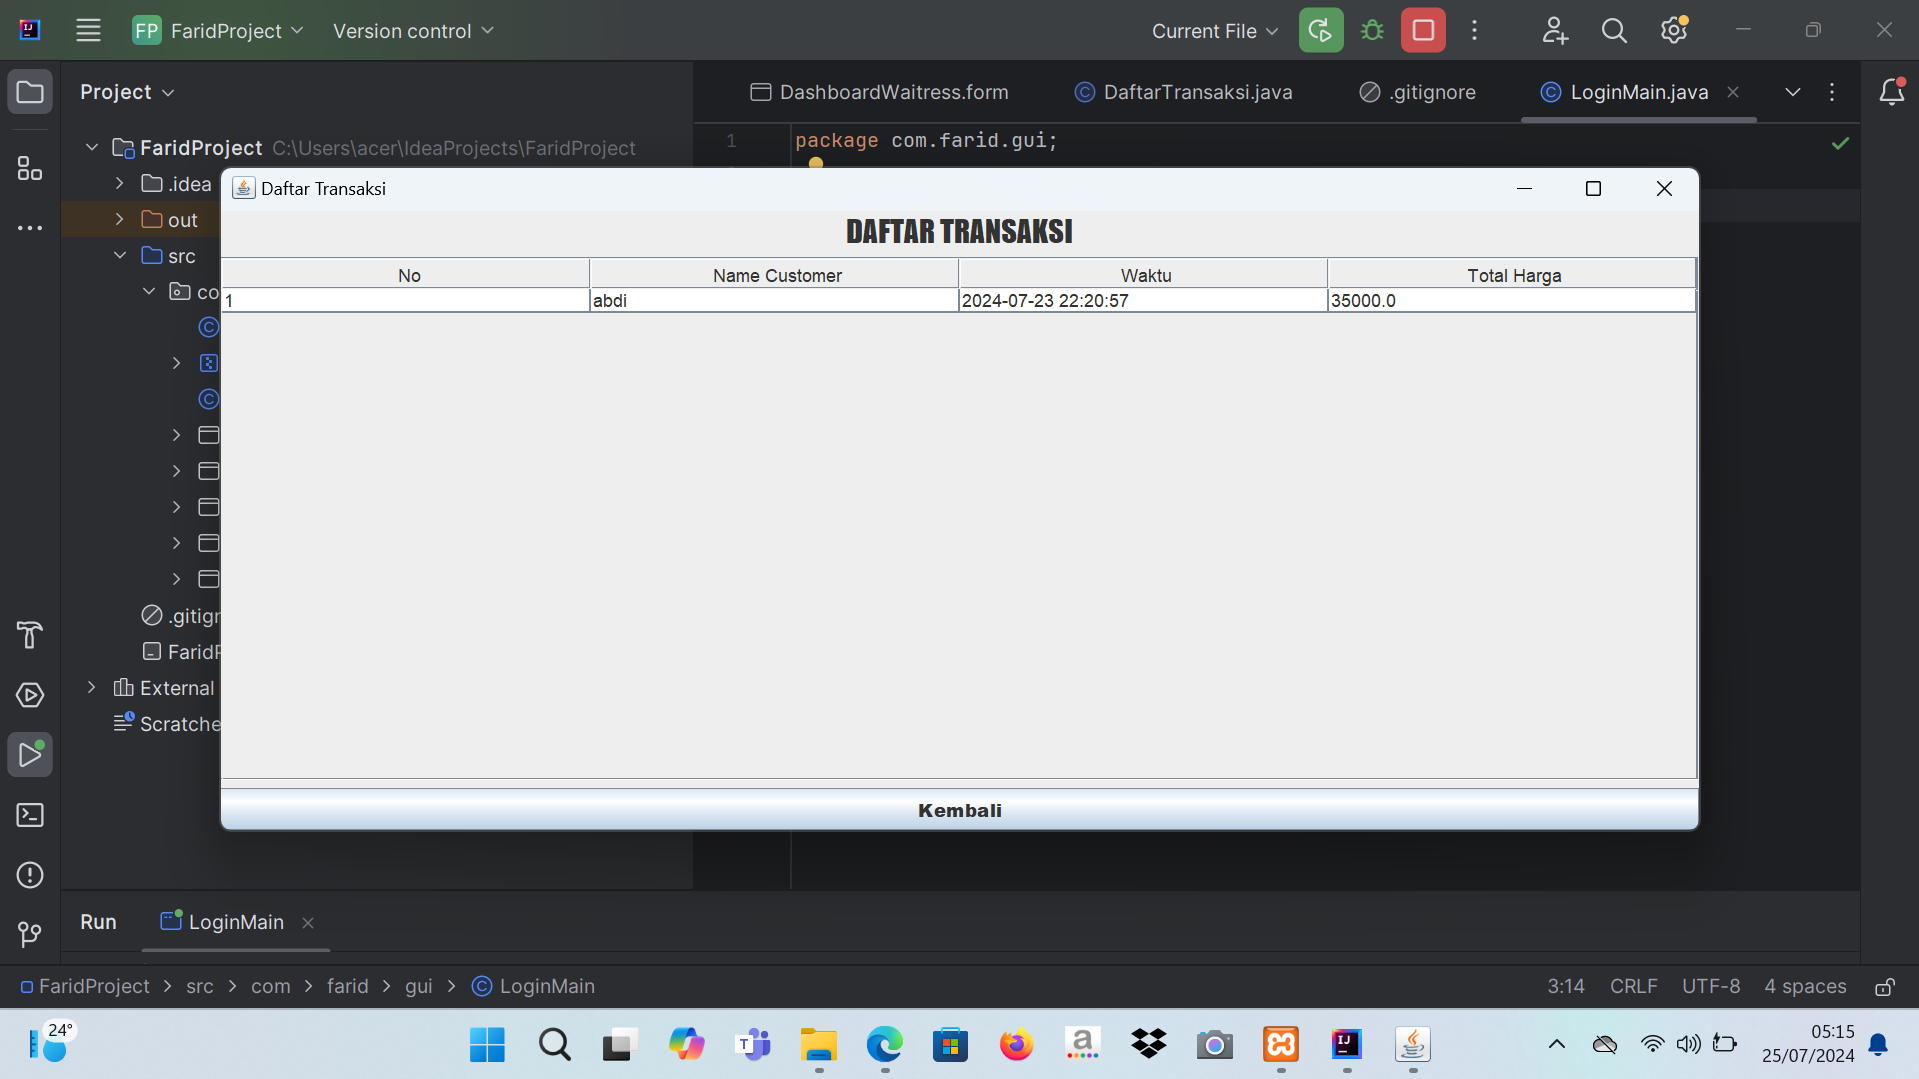 FP FaridProject Version control Current File
Project
DashboardWaitress.form DaftarTransaksi.java .gitignore LoginMain.java
FaridProject C:\Users\acer\IdeaProjects\FaridProject
1 package com.farid.gui;
.idea
Daftar Transaksi
out
DAFTAR TRANSAKSI
src
No Name Customer Waktu Total Harga
co
1 abdi 2024-07-23 22:20:57 35000.0
.gitigr
FaridP
External
Scratche
Kembali
Run LoginMain
FaridProject > src > com > farid > gui > LoginMain 3:14 CRLF UTF-8 4 spaces
24°
05:15
25/07/2024